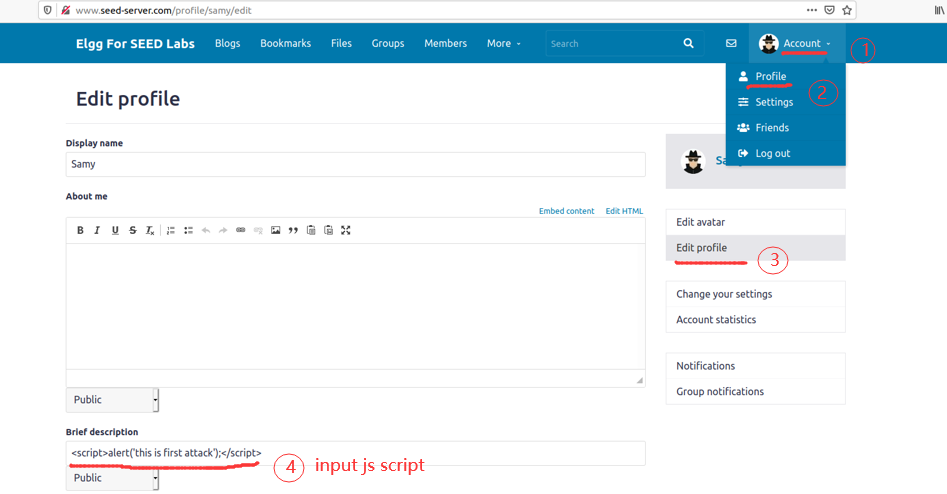 www.seed-server.com/profile/samy/edit
Elgg For SEED Labs Blogs Bookmarks Files Groups Members More Search Account 1
Profile 2
Settings
Friends
Log out
Edit profile
Display name
Samy
About me
Embed content Edit HTML
B I U S Tx
Public
Brief description
<script>alert('this is first attack');</script>
4 input js script
Public
Edit avatar
Edit profile
3
Change your settings
Account statistics
Notifications
Group notifications